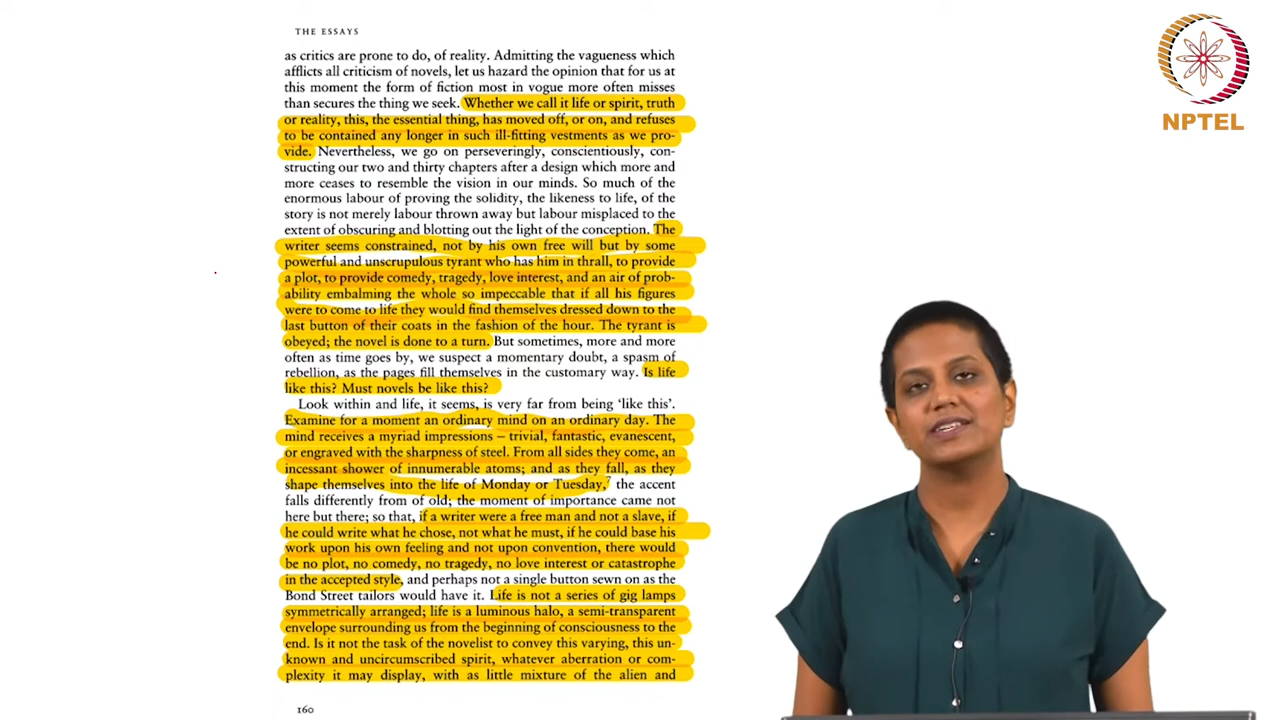 THE ESSAYS
as critics are prone to do, of reality. Admitting the vagueness which
afflicts all criticism of novels, let us hazard the opinion that for us at
this moment the form of fiction most in vogue more often misses
than secures the thing we seek. Whether we call it life or spirit, truth
or reality, this, the essential thing, has moved off, or on, and refuses
to be contained any longer in such ill-fitting vestments as we pro-
vide. Nevertheless, we go on perseveringly, conscientiously, con-
structing our two and thirty chapters after a design which more and
more ceases to resemble the vision in our minds. So much of the
enormous labour of proving the solidity, the likeness to life, of the
story is not merely labour thrown away but labour misplaced to the
extent of obscuring and blotting out the light of the conception. The
writer seems constrained, not by his own free will but by some
powerful and unscrupulous tyrant who has him in thrall, to provide
a plot, to provide comedy, tragedy, love interest, and an air of prob-
ability embalming the whole so impeccable that if all his figures
were to come to life they would find themselves dressed down to the
last button of their coats in the fashion of the hour. The tyrant is
obeyed; the novel is done to a turn. But sometimes, more and more
often as time goes by, we suspect a momentary doubt, a spasm of
rebellion, as the pages fill themselves in the customary way. Is life
like this? Must novels be like this?
Look within and life, it seems, is very far from being 'like this'.
Examine for a moment an ordinary mind on an ordinary day. The
mind receives a myriad impressions – trivial, fantastic, evanescent,
or engraved with the sharpness of steel. From all sides they come, an
incessant shower of innumerable atoms; and as they fall, as they
shape themselves into the life of Monday or Tuesday,7 the accent
falls differently from of old; the moment of importance came not
here but there; so that, if a writer were a free man and not a slave, if
he could write what he chose, not what he must, if he could base his
work upon his own feeling and not upon convention, there would
be no plot, no comedy, no tragedy, no love interest or catastrophe
in the accepted style, and perhaps not a single button sewn on as the
Bond Street tailors would have it. Life is not a series of gig lamps
symmetrically arranged; life is a luminous halo, a semi-transparent
envelope surrounding us from the beginning of consciousness to the
end. Is it not the task of the novelist to convey this varying, this un-
known and uncircumscribed spirit, whatever aberration or com-
plexity it may display, with as little mixture of the alien and
160
NPTEL